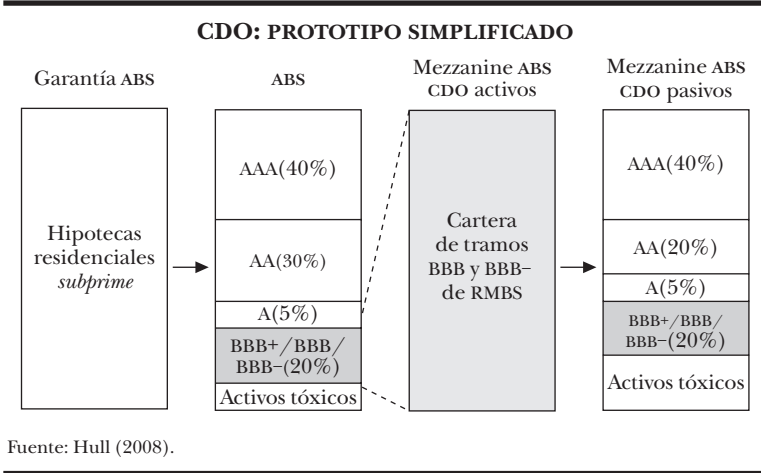 CDO: PROTOTIPO SIMPLIFICADO
Garantía ABS
Hipotecas
residenciales
subprime
ABS
AAA(40%)
AA(30%)
A(5%)
BBB+/BBB/
BBB–(20%)
Activos tóxicos
Mezzanine ABS
CDO activos
Cartera
de tramos
BBB y BBB–
de RMBS
Mezzanine ABS
CDO pasivos
AAA(40%)
AA(20%)
A(5%)
BBB+/BBB/
BBB–(20%)
Activos tóxicos
Fuente: Hull (2008).